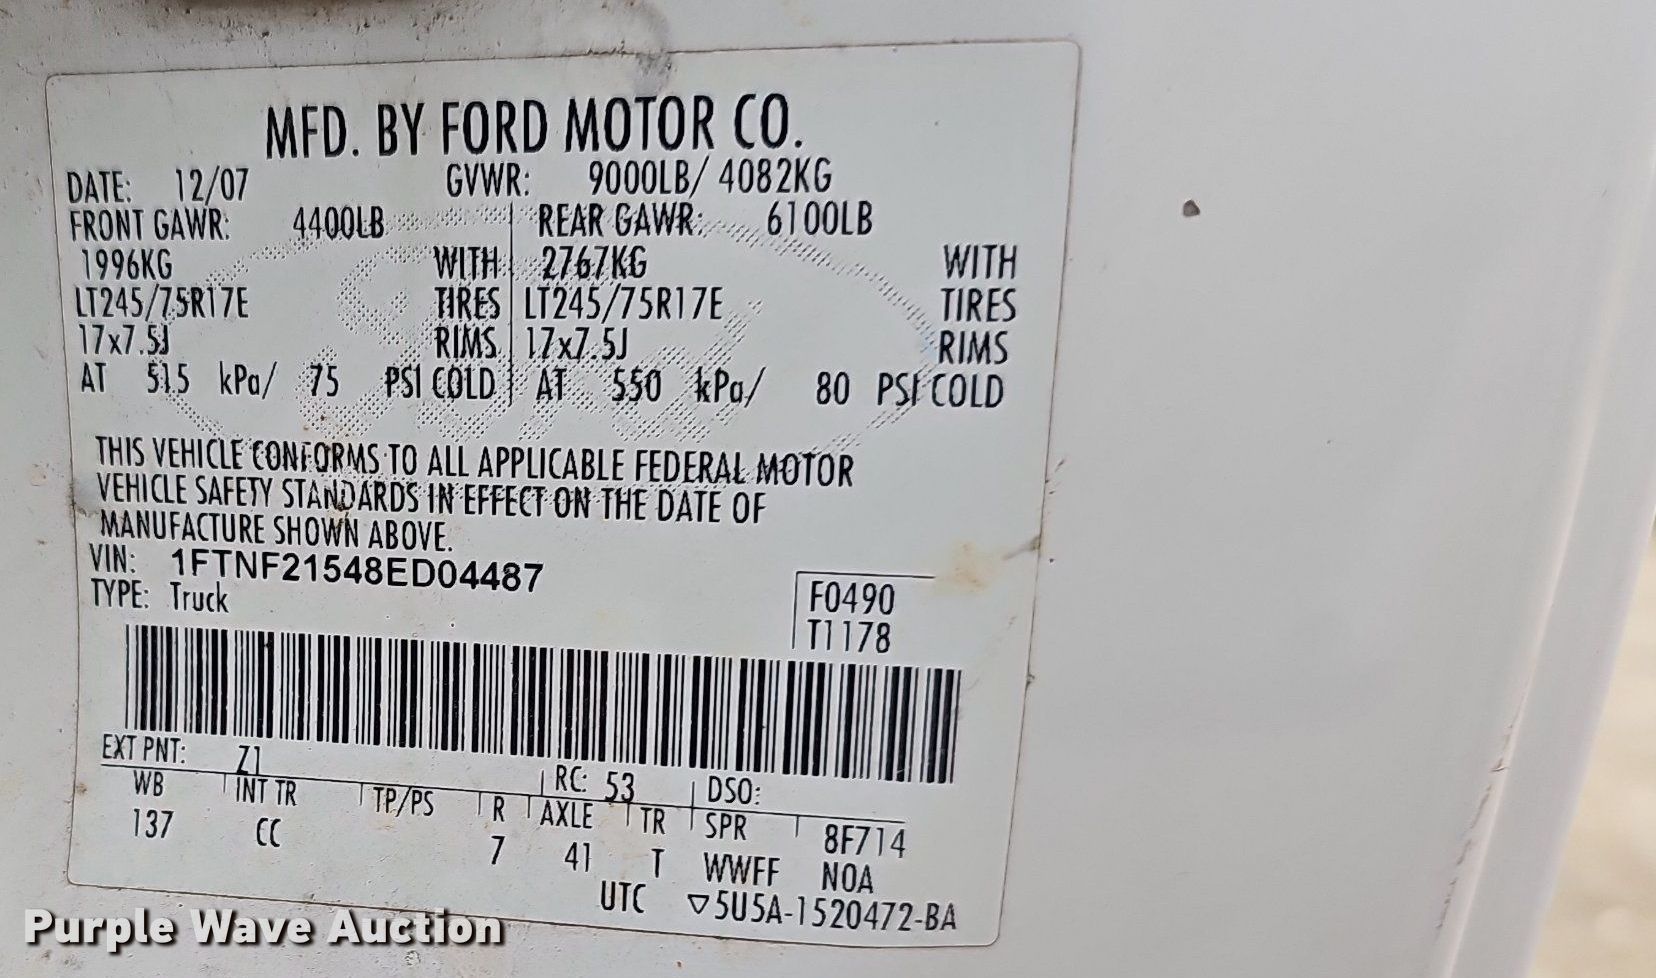 MFD. BY FORD MOTOR CO.
DATE: 12/07 GVWR: 9000LB/ 4082KG
FRONT GAWR: 4400LB REAR GAWR: 6100LB
1996KG WITH 2767KG WITH
LT245/75R17E TIRES LT245/75R17E TIRES
17x7.5J RIMS 17x7.5J RIMS
AT 515 kPa/ 75 PSI COLD AT 550 kPa/ 80 PSI COLD
THIS VEHICLE CONFORMS TO ALL APPLICABLE FEDERAL MOTOR
VEHICLE SAFETY STANDARDS IN EFFECT ON THE DATE OF
MANUFACTURE SHOWN ABOVE.
VIN: 1FTNF21548ED04487
TYPE: Truck
F0490
T1178
EXT PNT: Z1 RC: 53 DSO:
WB INT TR TP/PS R AXLE TR SPR 8F714
137 CC 7 41 T WWFF NOA
UTC ▽5U5A-1520472-BA
Ford
Purple Wave Auction